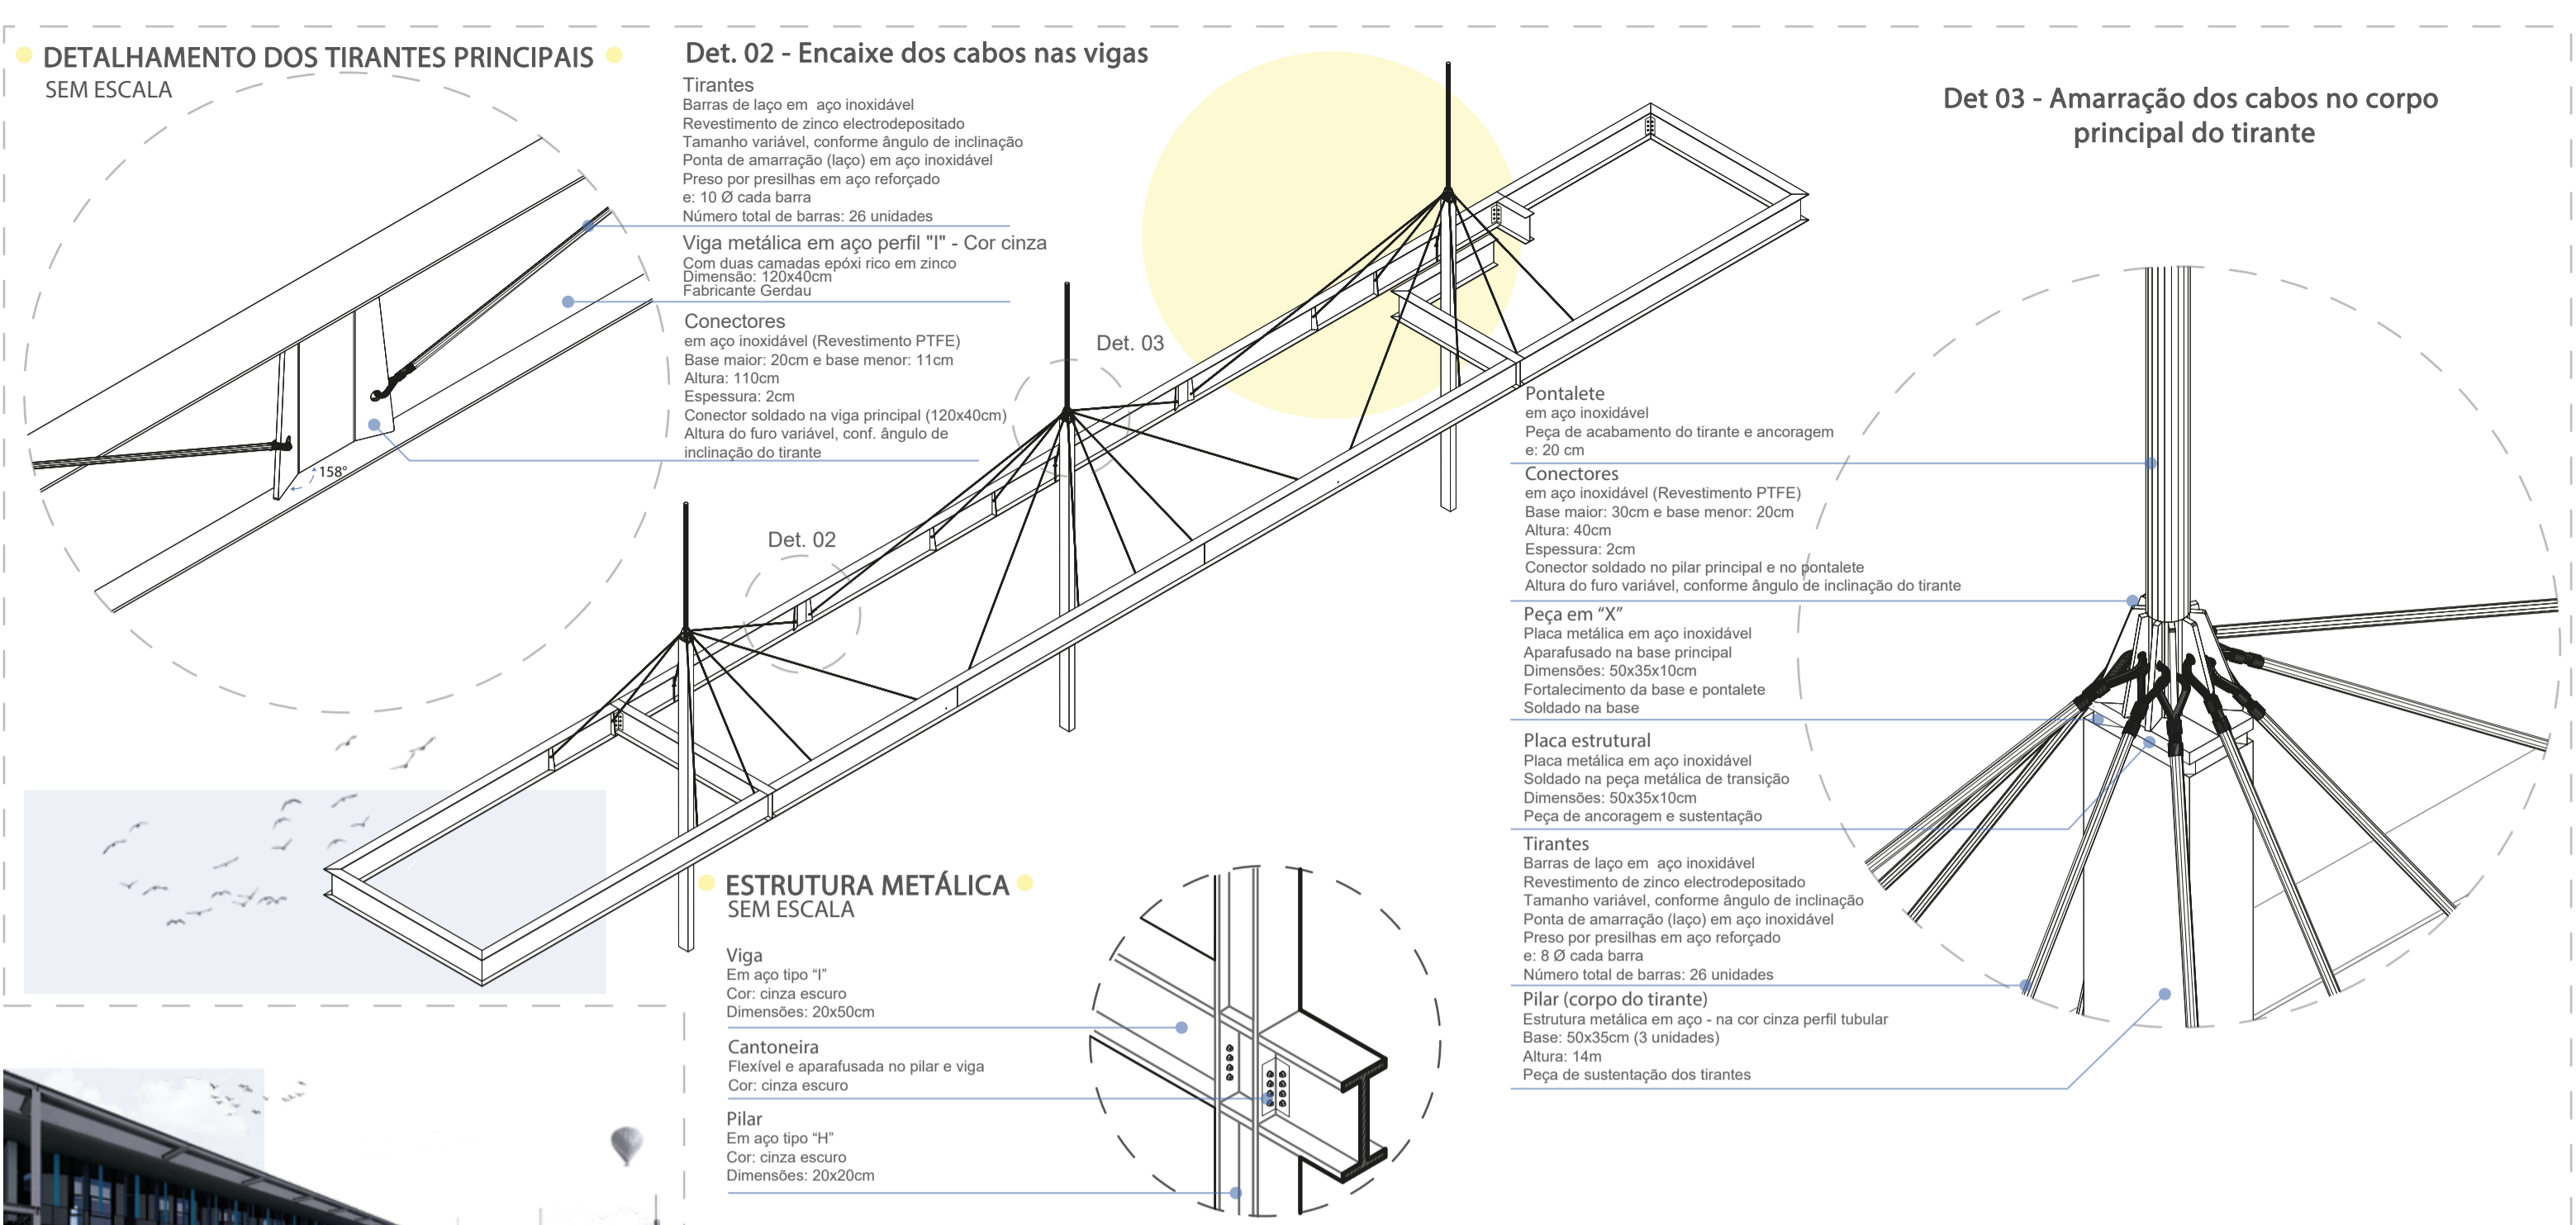 DETALHAMENTO DOS TIRANTES PRINCIPAIS
SEM ESCALA
158°
Det. 02 - Encaixe dos cabos nas vigas
Tirantes
Barras de laço em aço inoxidável
Revestimento de zinco electrodepositado
Tamanho variável, conforme ângulo de inclinação
Ponta de amarração (laço) em aço inoxidável
Preso por presilhas em aço reforçado
e: 10 Ø cada barra
Número total de barras: 26 unidades
Viga metálica em aço perfil "I" - Cor cinza
Com duas camadas epóxi rico em zinco
Dimensão: 120x40cm
Fabricante Gerdau
Conectores
em aço inoxidável (Revestimento PTFE)
Base maior: 20cm e base menor: 11cm
Altura: 110cm
Espessura: 2cm
Conector soldado na viga principal (120x40cm)
Altura do furo variável, conf. ângulo de
inclinação do tirante
Det. 03
Det. 02
Det 03 - Amarração dos cabos no corpo
principal do tirante
Pontalete
em aço inoxidável
Peça de acabamento do tirante e ancoragem
e: 20 cm
Conectores
em aço inoxidável (Revestimento PTFE)
Base maior: 30cm e base menor: 20cm
Altura: 40cm
Espessura: 2cm
Conector soldado no pilar principal e no pontalete
Altura do furo variável, conforme ângulo de inclinação do tirante
Peça em “X”
Placa metálica em aço inoxidável
Aparafusado na base principal
Dimensões: 50x35x10cm
Fortalecimento da base e pontalete
Soldado na base
Placa estrutural
Placa metálica em aço inoxidável
Soldado na peça metálica de transição
Dimensões: 50x35x10cm
Peça de ancoragem e sustentação
Tirantes
Barras de laço em aço inoxidável
Revestimento de zinco electrodepositado
Tamanho variável, conforme ângulo de inclinação
Ponta de amarração (laço) em aço inoxidável
Preso por presilhas em aço reforçado
e: 8 Ø cada barra
Número total de barras: 26 unidades
Pilar (corpo do tirante)
Estrutura metálica em aço - na cor cinza perfil tubular
Base: 50x35cm (3 unidades)
Altura: 14m
Peça de sustentação dos tirantes
ESTRUTURA METÁLICA
SEM ESCALA
Viga
Em aço tipo “I”
Cor: cinza escuro
Dimensões: 20x50cm
Cantoneira
Flexível e aparafusada no pilar e viga
Cor: cinza escuro
Pilar
Em aço tipo “H”
Cor: cinza escuro
Dimensões: 20x20cm